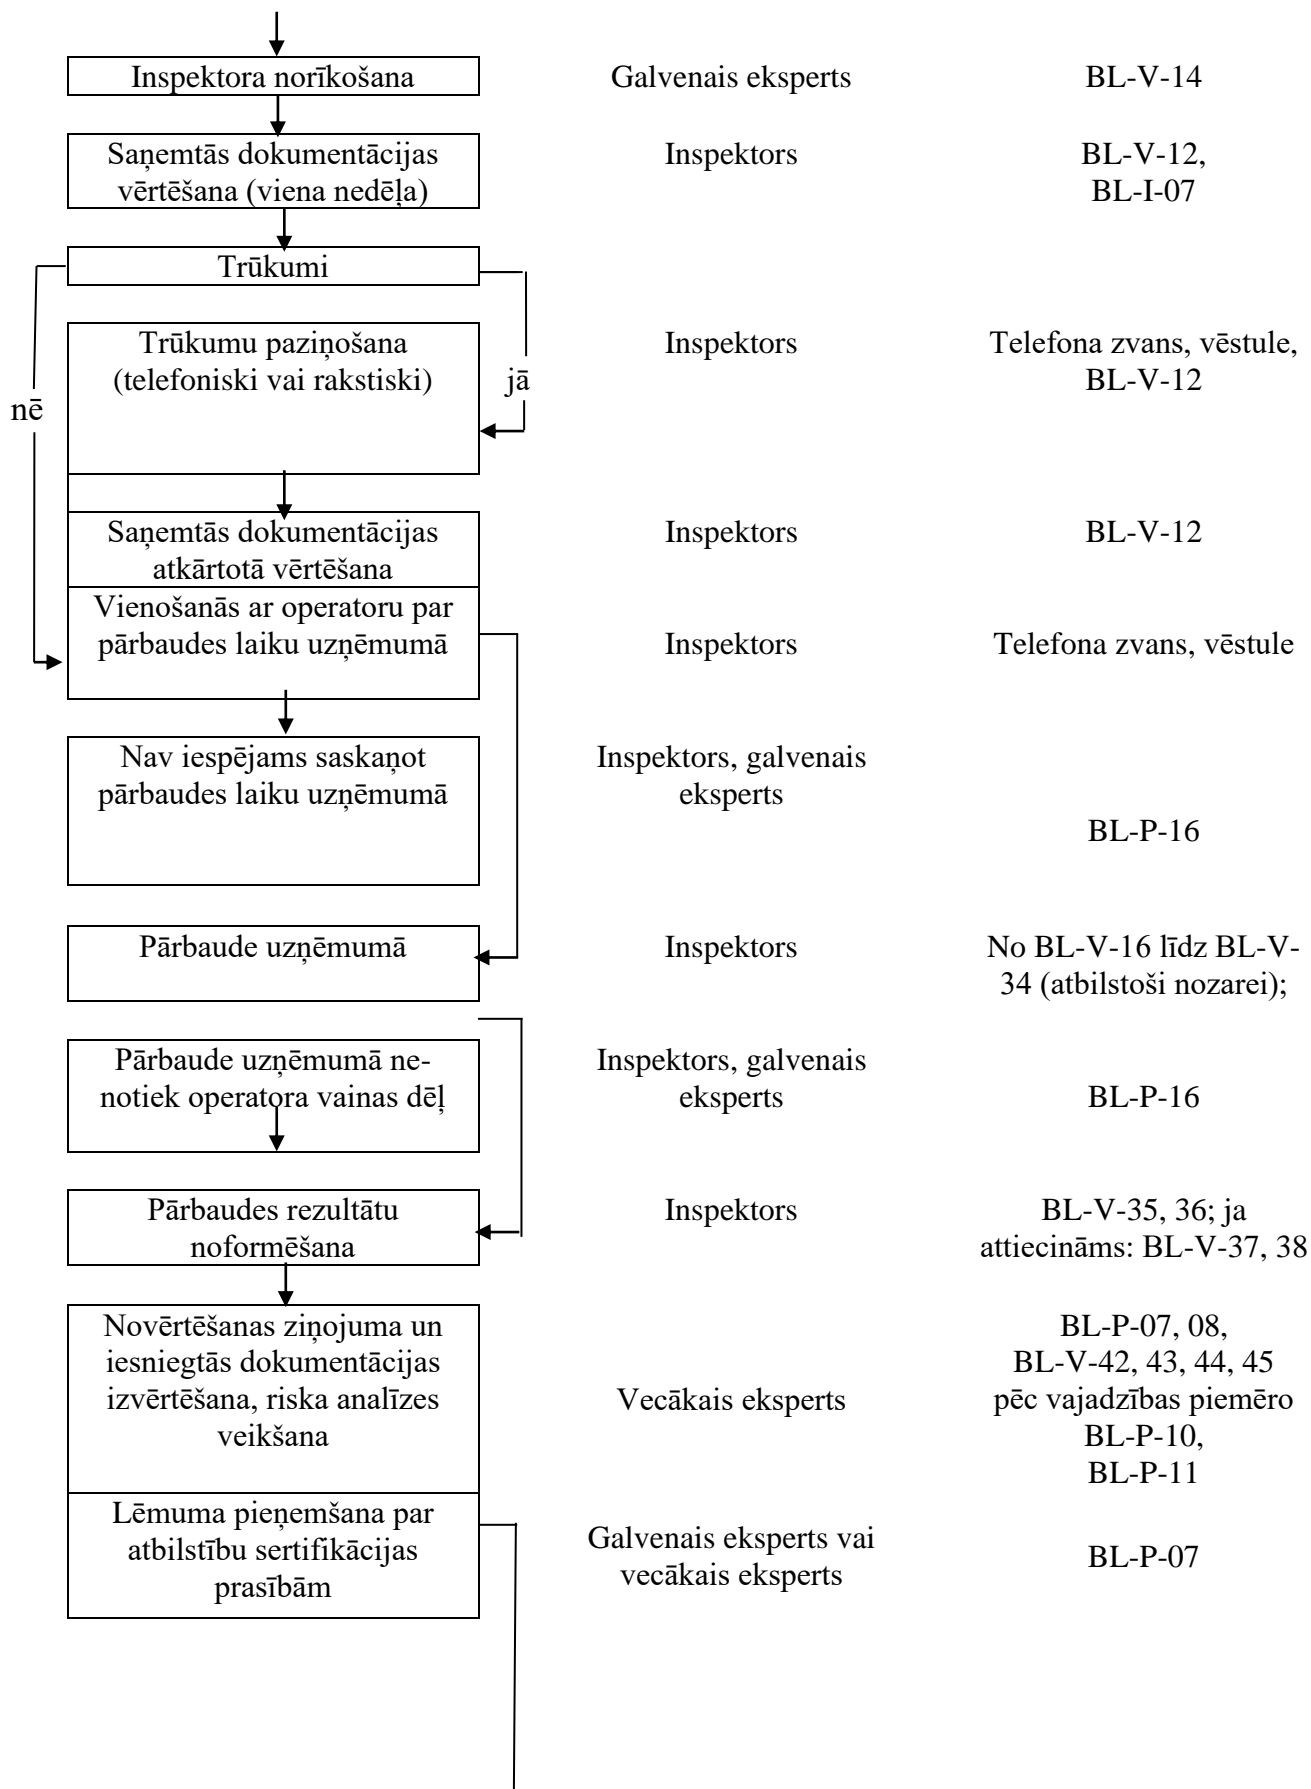 Inspektora norīkošana
Galvenais eksperts
BL-V-14
Saņemtās dokumentācijas
vērtēšana (viena nedēļa)
Inspektors
BL-V-12,
BL-I-07
Trūkumi
Trūkumu paziņošana
(telefoniski vai rakstiski)
jā
nē
Inspektors
Telefona zvans, vēstule,
BL-V-12
Saņemtās dokumentācijas
atkārtotā vērtēšana
Inspektors
BL-V-12
Vienošanās ar operatoru par
pārbaudes laiku uzņēmumā
Inspektors
Telefona zvans, vēstule
Nav iespējams saskaņot
pārbaudes laiku uzņēmumā
Inspektors, galvenais
eksperts
BL-P-16
Pārbaude uzņēmumā
Inspektors
No BL-V-16 līdz BL-V-
34 (atbilstoši nozarei);
Pārbaude uzņēmumā ne-
notiek operatora vainas dēļ
Inspektors, galvenais
eksperts
BL-P-16
Pārbaudes rezultātu
noformēšana
Inspektors
BL-V-35, 36; ja
attiecināms: BL-V-37, 38
Novērtēšanas ziņojuma un
iesniegtās dokumentācijas
izvērtēšana, riska analīzes
veikšana
Vecākais eksperts
BL-P-07, 08,
BL-V-42, 43, 44, 45
pēc vajadzības piemēro
BL-P-10,
BL-P-11
Lēmuma pieņemšana par
atbilstību sertifikācijas
prasībām
Galvenais eksperts vai
vecākais eksperts
BL-P-07